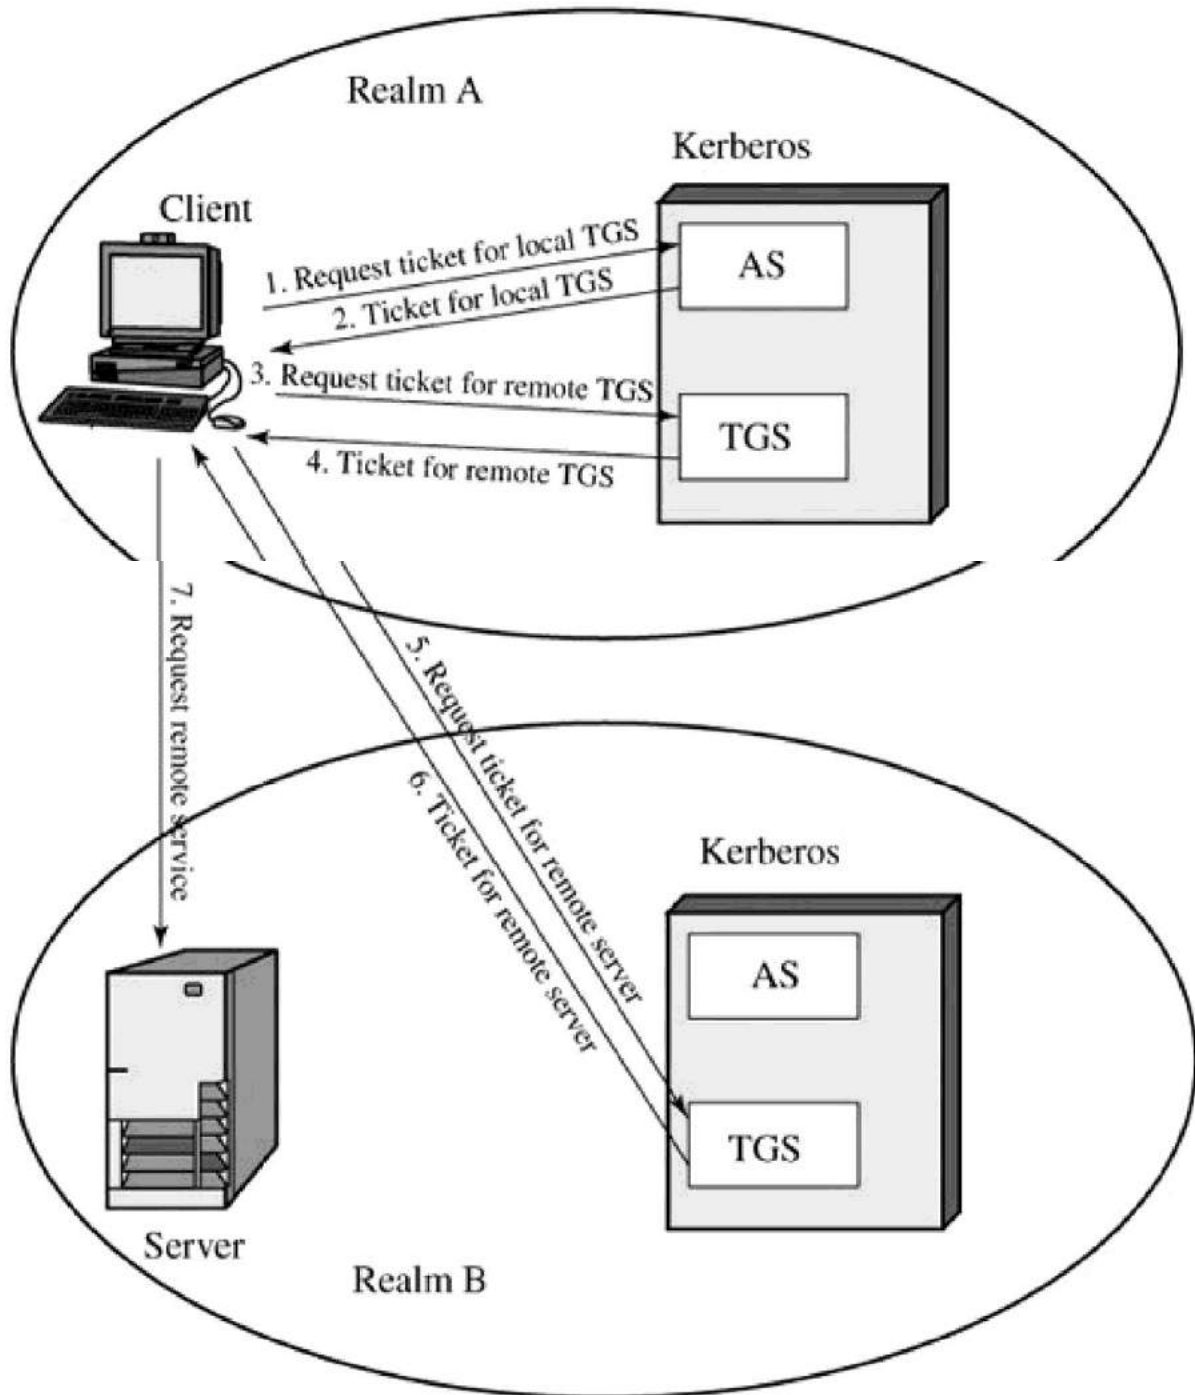 Realm A
Kerberos
Client
1. Request ticket for local TGS
AS
2. Ticket for local TGS
3. Request ticket for remote TGS
TGS
4. Ticket for remote TGS
7. Request remote service
5. Request ticket for remote server
6. Ticket for remote server
Kerberos
AS
TGS
Server
Realm B